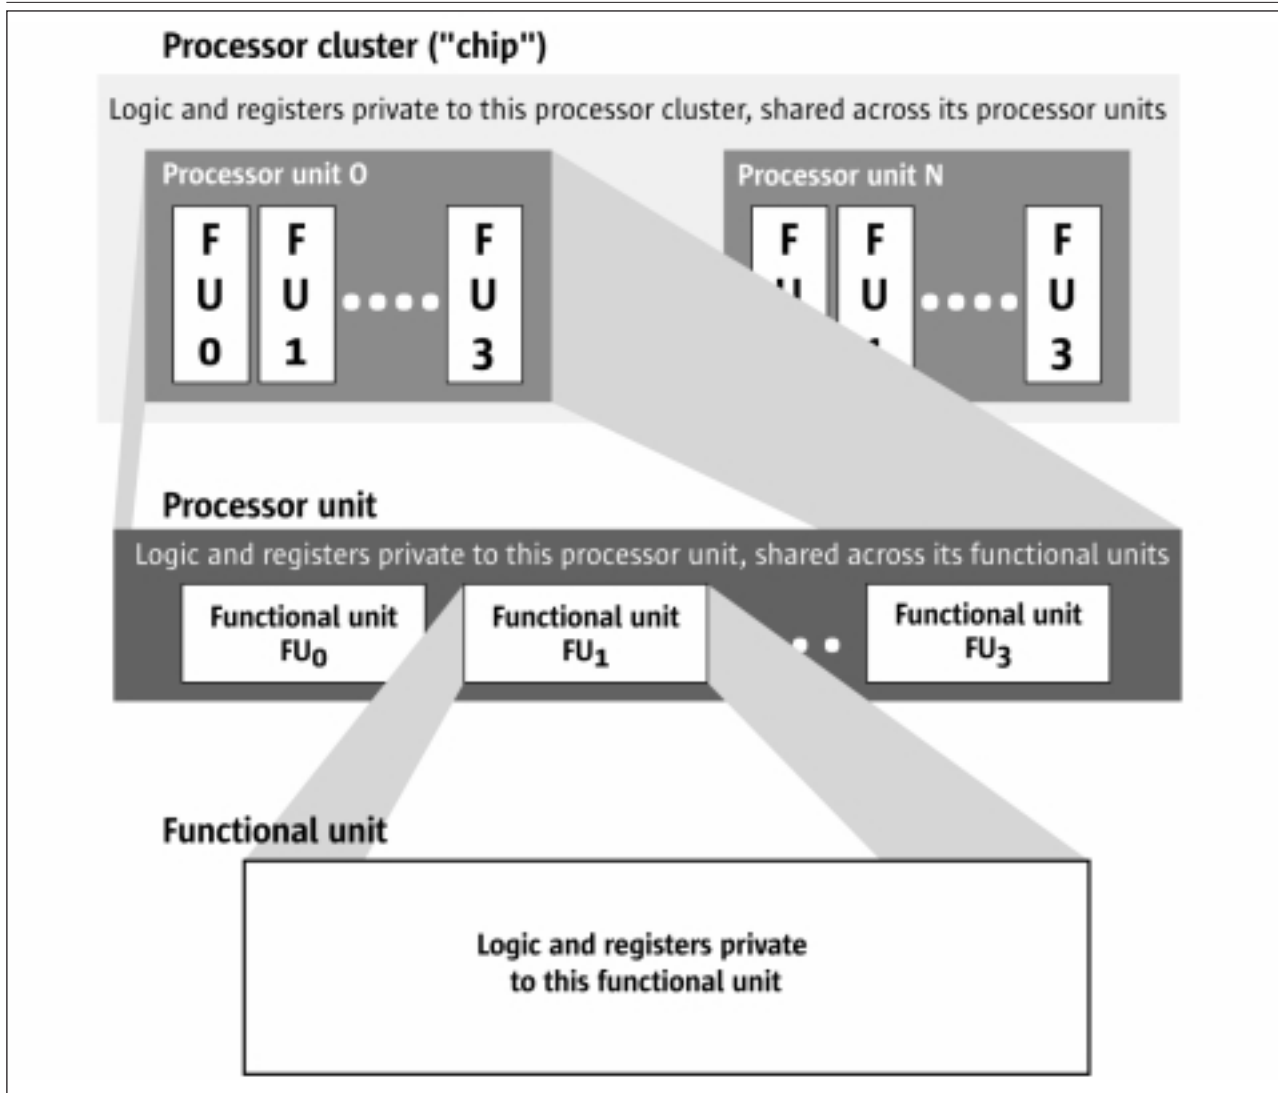 Processor cluster ("chip")
Logic and registers private to this processor cluster, shared across its processor units
Processor unit 0
Processor unit N
F U 0
F U 1
F U 3
F U
F U 1
F U 3
Processor unit
Logic and registers private to this processor unit, shared across its functional units
Functional unit
FU0
Functional unit
FU1
Functional unit
FU3
Functional unit
Logic and registers private
to this functional unit